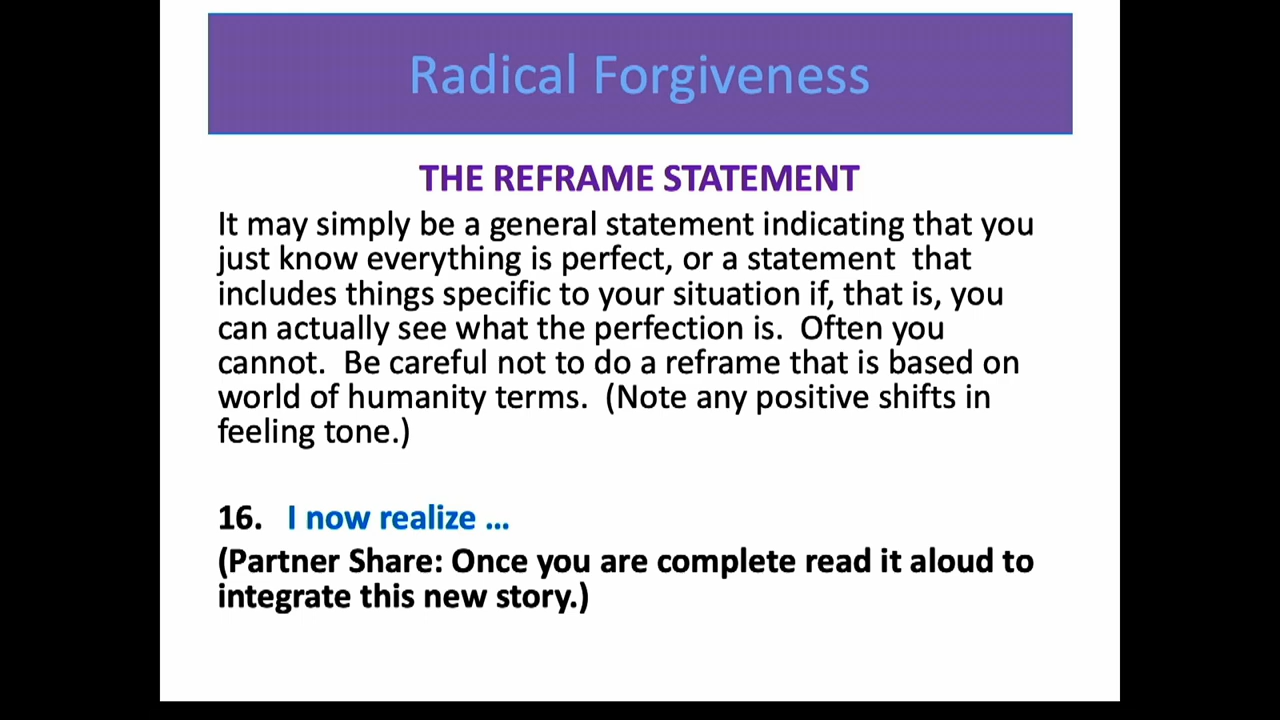 Radical Forgiveness
THE REFRAME STATEMENT
It may simply be a general statement indicating that you
just know everything is perfect, or a statement  that
includes things specific to your situation if, that is, you
can actually see what the perfection is.  Often you
cannot.  Be careful not to do a reframe that is based on
world of humanity terms.  (Note any positive shifts in
feeling tone.)
16.   I now realize ...
(Partner Share: Once you are complete read it aloud to
integrate this new story.)